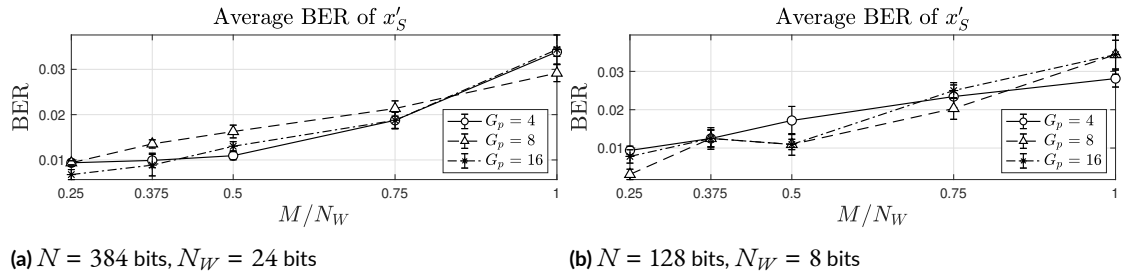 Average BER of x′_S
BER
0.03
0.02
0.01
0.25
0.375
0.5
0.75
1
G_p = 4
G_p = 8
G_p = 16
M/N_W
(a) N = 384 bits, N_W = 24 bits
Average BER of x′_S
BER
0.03
0.02
0.01
0.25
0.375
0.5
0.75
1
G_p = 4
G_p = 8
G_p = 16
M/N_W
(b) N = 128 bits, N_W = 8 bits